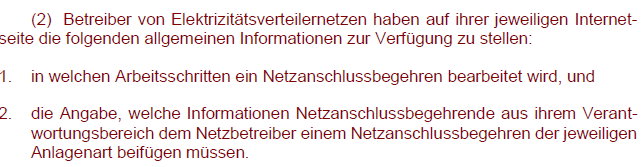 (2) Betreiber von Elektrizitätsverteilernetzen haben auf ihrer jeweiligen Internet-
seite die folgenden allgemeinen Informationen zur Verfügung zu stellen:
1. in welchen Arbeitsschritten ein Netzanschlussbegehren bearbeitet wird, und
2. die Angabe, welche Informationen Netzanschlussbegehrende aus ihrem Verant-
wortungsbereich dem Netzbetreiber einem Netzanschlussbegehren der jeweiligen
Anlagenart beifügen müssen.